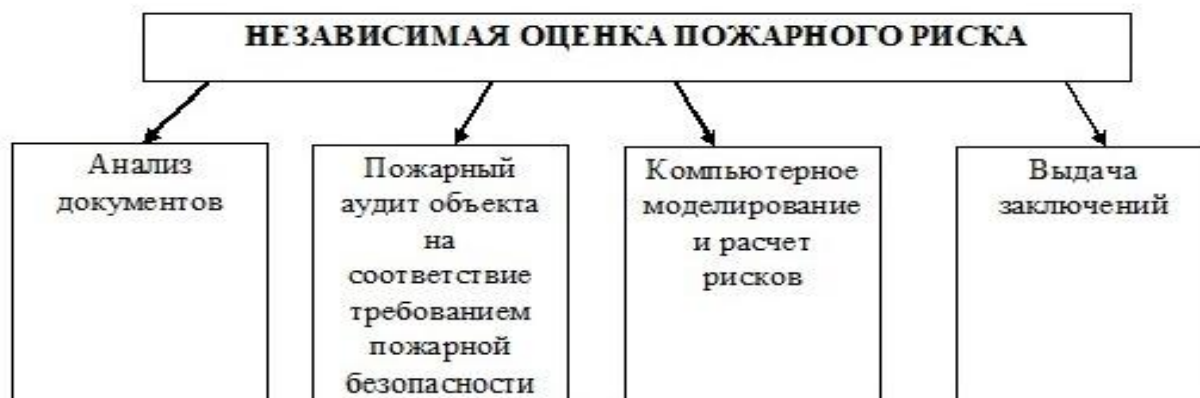 НЕЗАВИСИМАЯ ОЦЕНКА ПОЖАРНОГО РИСКА
Анализ
документов
Пожарный
аудит объекта
на
соответствие
требованием
пожарной
безопасности
Компьютерное
моделирование
и расчет
рисков
Выдача
заключений